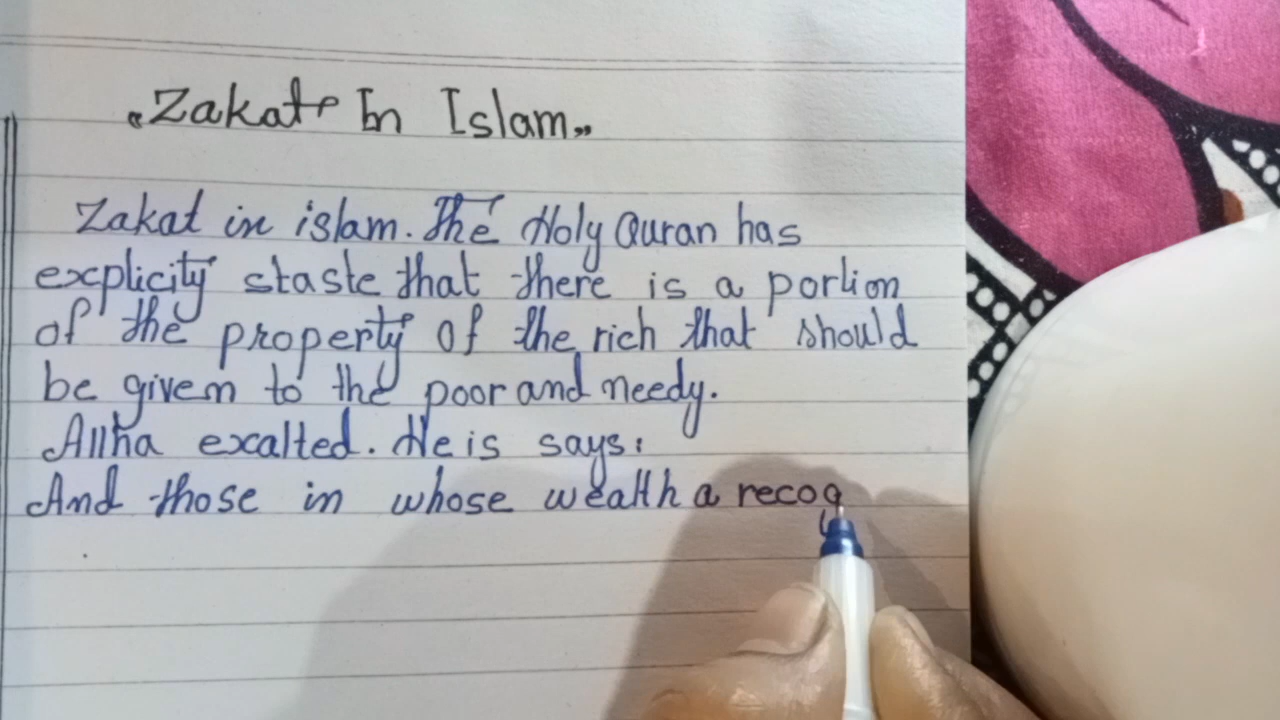 "Zakat In Islam"
Zakat in islam. The Holy Quran has
explicity staste that there is a portion
of the property of the rich that should
be given to the poor and needy.
Allha exalted. He is says:
And those in whose wealth a recog